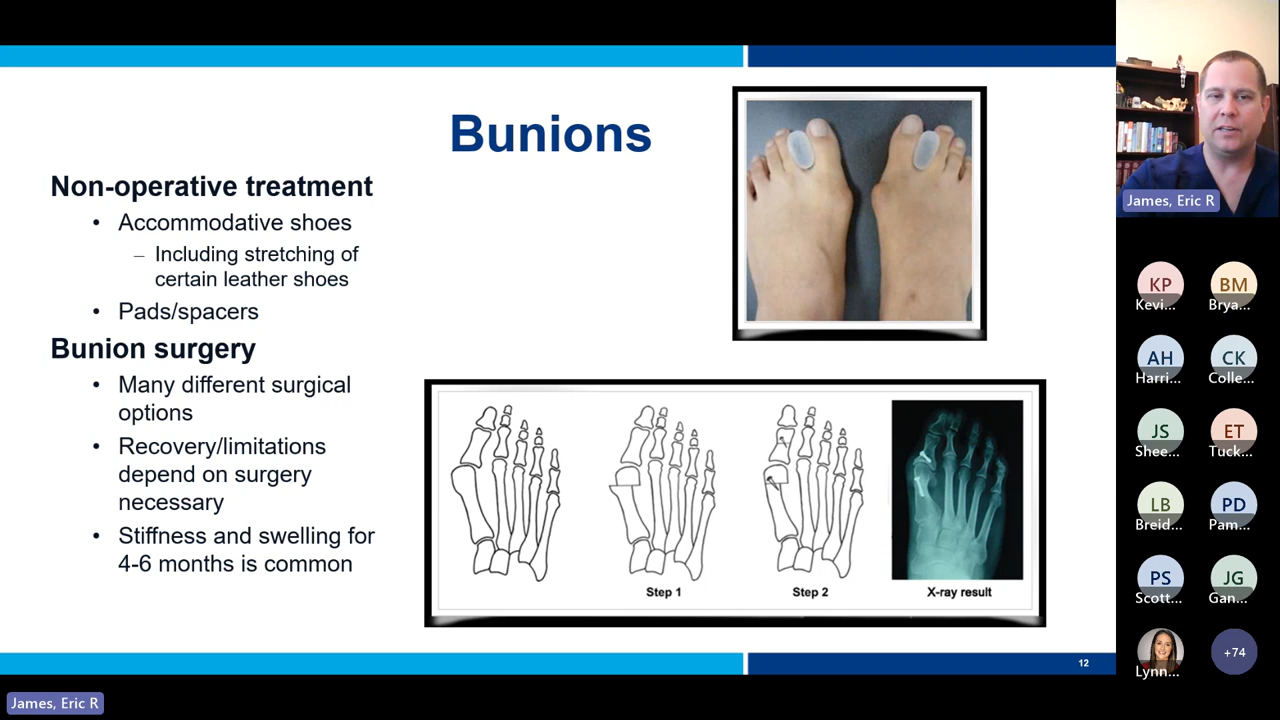 Bunions
Non-operative treatment
• Accommodative shoes
– Including stretching of
certain leather shoes
• Pads/spacers
Bunion surgery
• Many different surgical
options
• Recovery/limitations
depend on surgery
necessary
• Stiffness and swelling for
4-6 months is common
Step 1
Step 2
X-ray result
12
James, Eric R
James, Eric R
KP
Kevi...
BM
Brya...
AH
Harri...
CK
Colle...
JS
Shee...
ET
Tuck...
LB
Breid...
PD
Pam...
PS
Scott...
JG
Gan...
Lynn...
+74